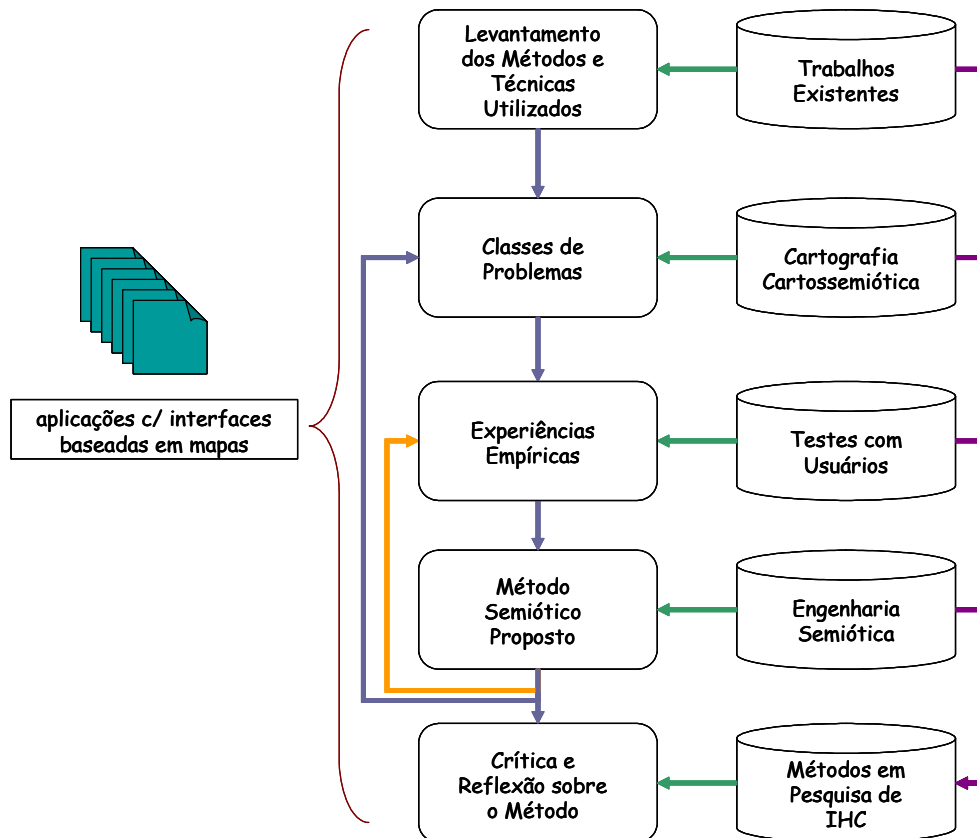 Levantamento
dos Métodos e
Técnicas
Utilizados
Trabalhos
Existentes
Classes de
Problemas
Cartografia
Cartossemiótica
aplicações c/ interfaces
baseadas em mapas
Experiências
Empíricas
Testes com
Usuários
Método
Semiótico
Proposto
Engenharia
Semiótica
Crítica e
Reflexão sobre
o Método
Métodos em
Pesquisa de
IHC